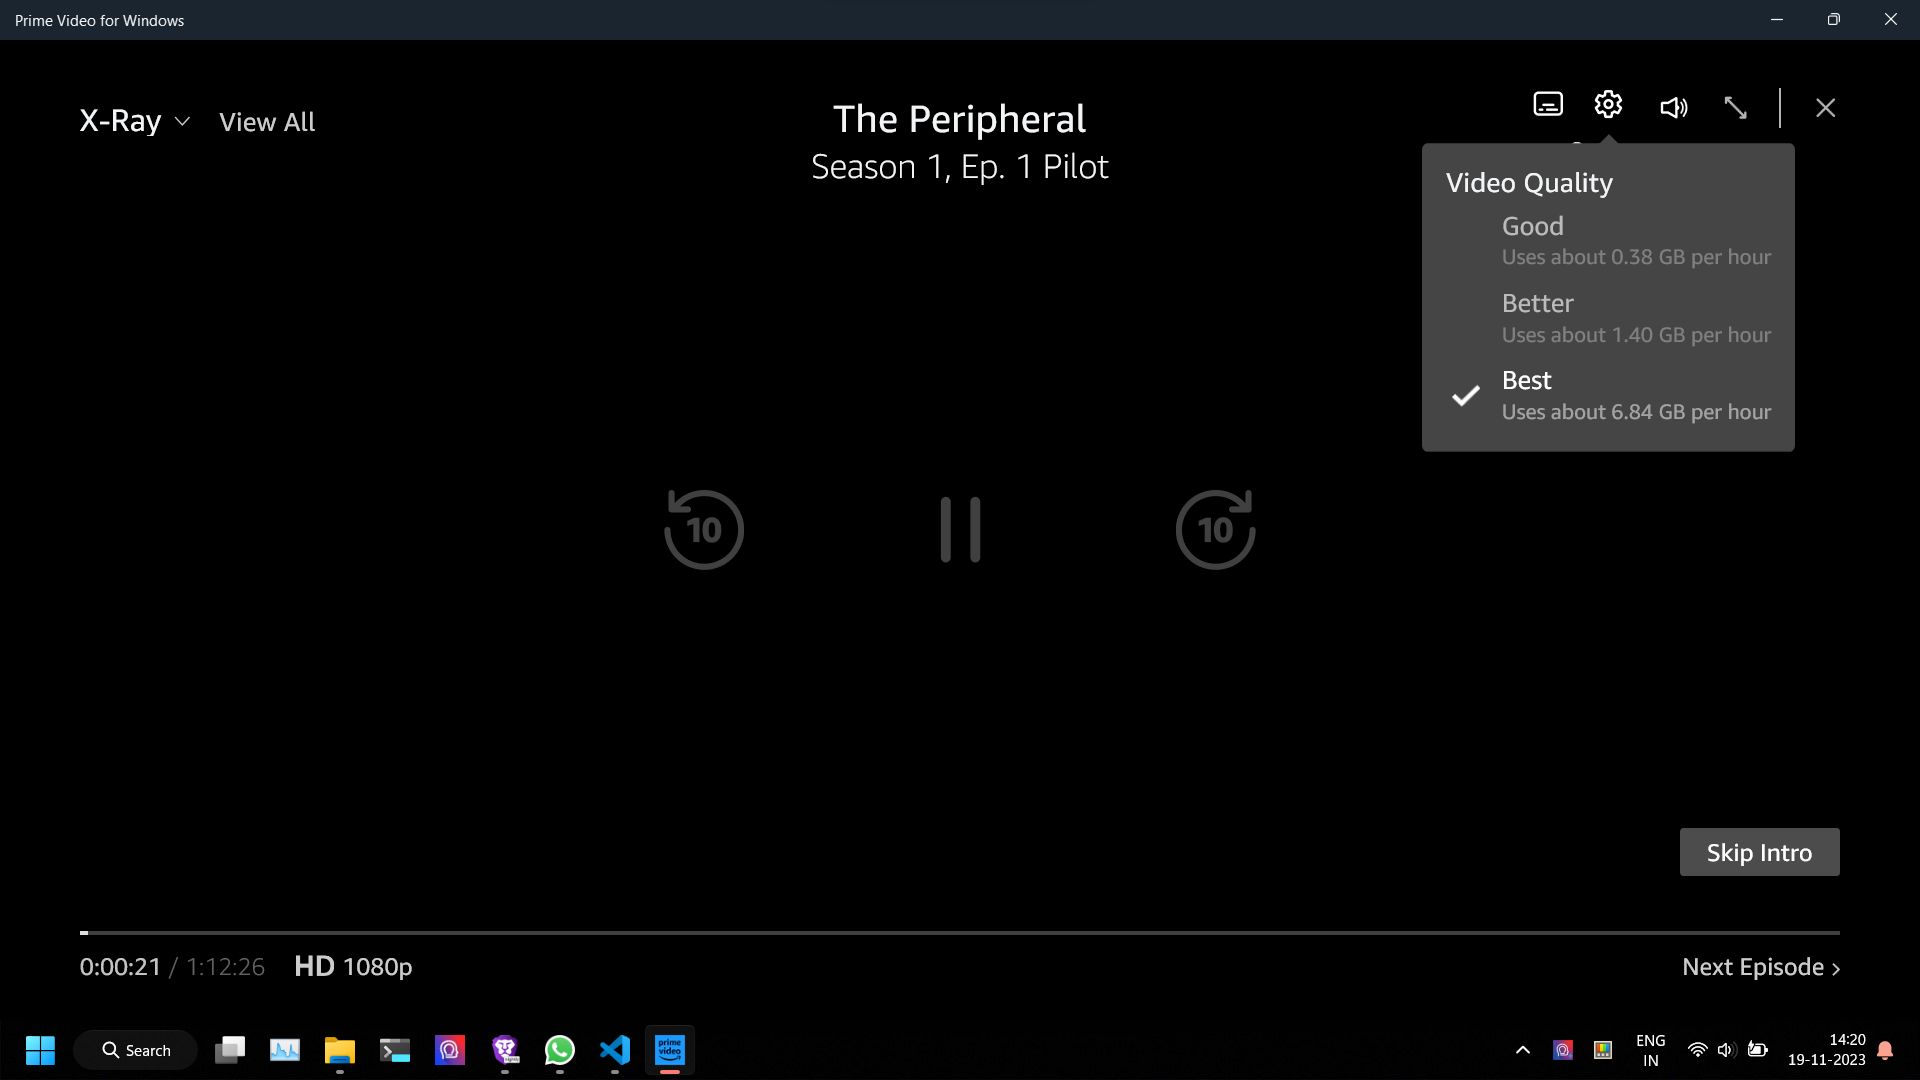 Prime Video for Windows
X-Ray View All
The Peripheral
Season 1, Ep. 1 Pilot
Video Quality
Good
Uses about 0.38 GB per hour
Better
Uses about 1.40 GB per hour
Best
Uses about 6.84 GB per hour
10 10
Skip Intro
0:00:21 / 1:12:26 HD 1080p
Next Episode
Search
prime video
ENG
IN
14:20
19-11-2023